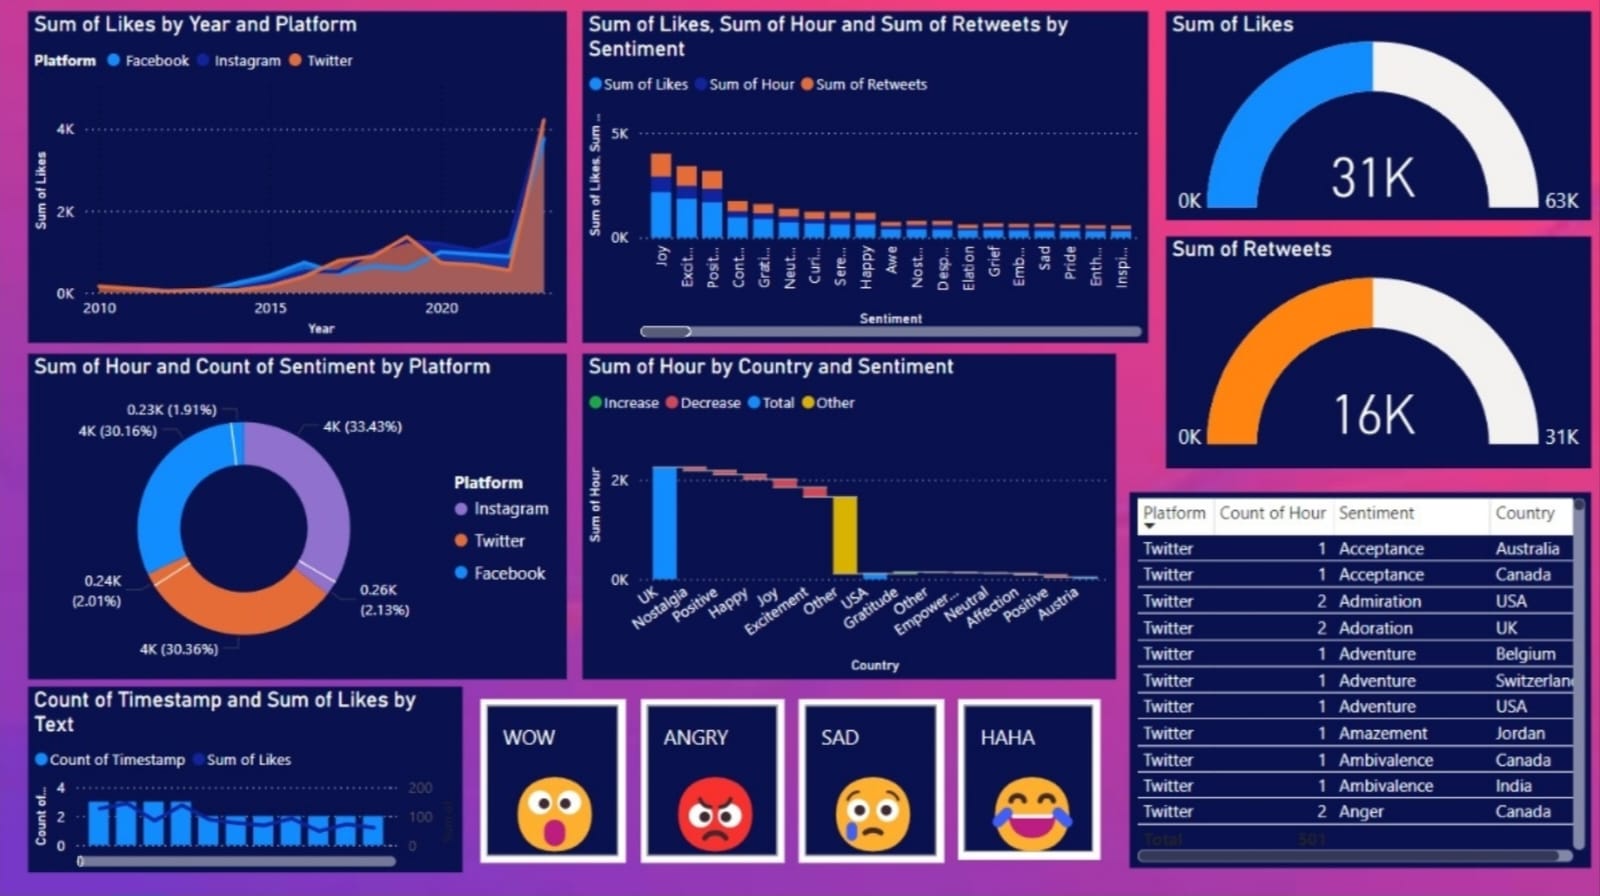 Sum of Likes by Year and Platform
Platform Facebook Instagram Twitter
Sum of Likes
4K
2K
0K
2010 2015 2020
Year
Sum of Likes, Sum of Hour and Sum of Retweets by
Sentiment
Sum of Likes Sum of Hour Sum of Retweets
Sum of Likes, Sum ...
5K
0K
Joy Excit... Posit... Cont... Grati... Neut... Curi... Sere... Happy Awe Nost... Desp... Elation Grief Emb... Sad Pride Enth... Inspi...
Sentiment
Sum of Likes
31K
0K 63K
Sum of Retweets
16K
0K 31K
Sum of Hour and Count of Sentiment by Platform
0.23K (1.91%)
4K (30.16%)
4K (33.43%)
0.24K
(2.01%)
0.26K
(2.13%)
4K (30.36%)
Platform
Instagram
Twitter
Facebook
Sum of Hour by Country and Sentiment
Increase Decrease Total Other
Sum of Hour
2K
0K
UK Nostalgia Positive Happy Joy Excitement Other USA Gratitude Other Empower... Neutral Affection Positive Austria
Country
Platform Count of Hour Sentiment Country
Twitter 1 Acceptance Australia
Twitter 1 Acceptance Canada
Twitter 2 Admiration USA
Twitter 2 Adoration UK
Twitter 1 Adventure Belgium
Twitter 1 Adventure Switzerlan
Twitter 1 Adventure USA
Twitter 1 Amazement Jordan
Twitter 1 Ambivalence Canada
Twitter 1 Ambivalence India
Twitter 2 Anger Canada
Total 501
Count of Timestamp and Sum of Likes by
Text
Count of Timestamp Sum of Likes
Count of...
4
2
0
200
100
0
Sum of
WOW
ANGRY
SAD
HAHA